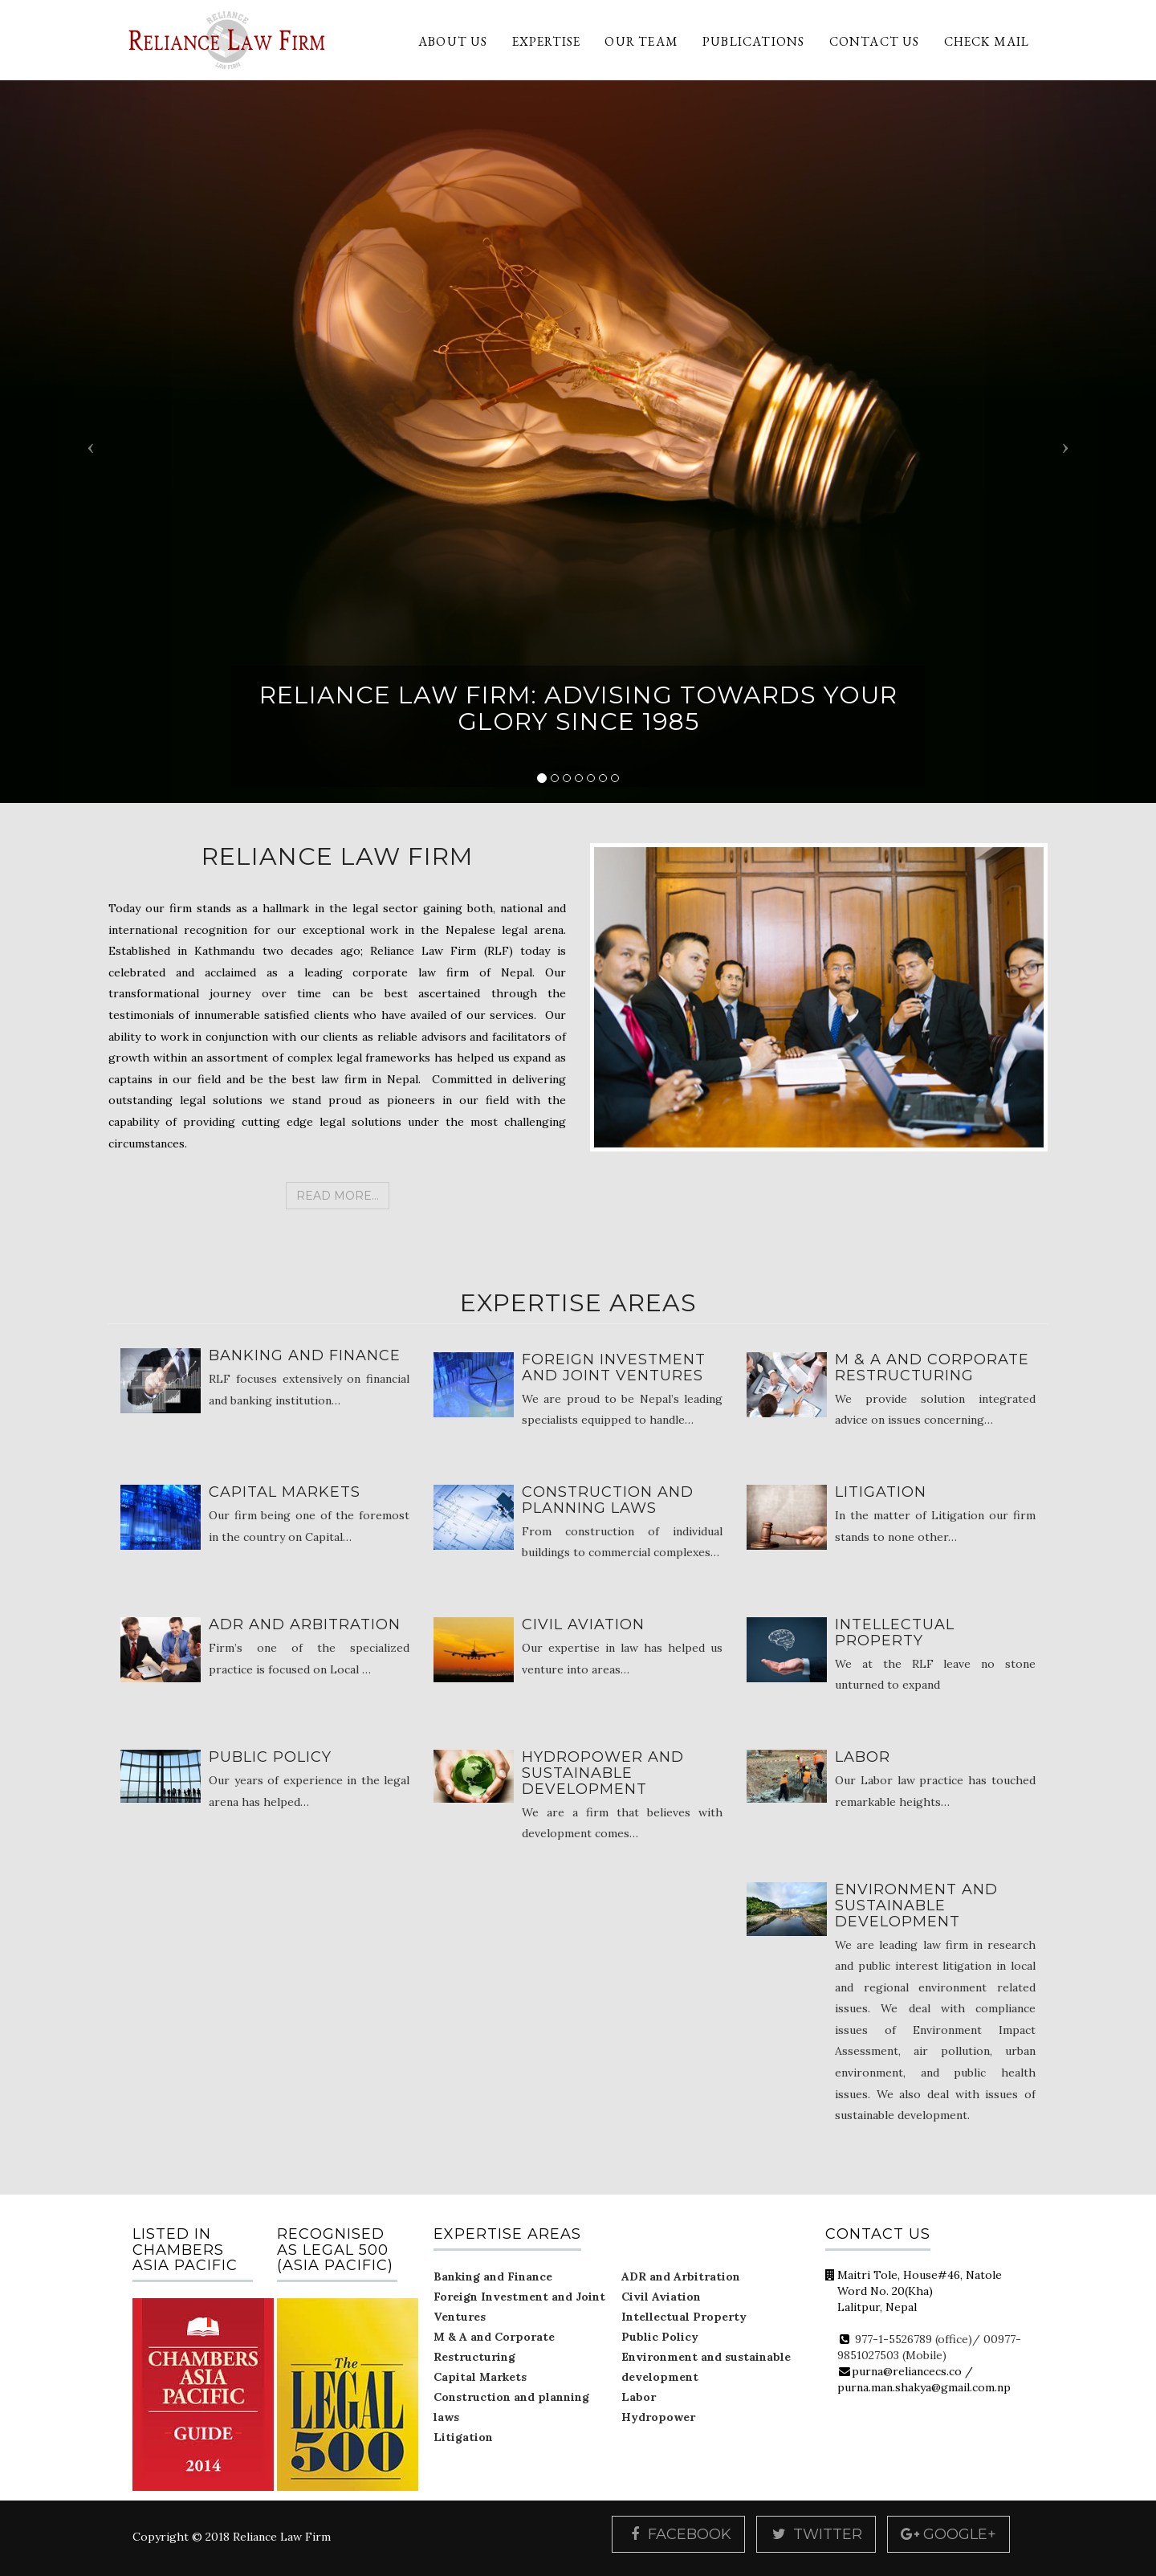 RELIANCE LAW FIRM
RELIANCE
LAW FIRM
ABOUT US
EXPERTISE
OUR TEAM
PUBLICATIONS
CONTACT US
CHECK MAIL
RELIANCE LAW FIRM: ADVISING TOWARDS YOUR
GLORY SINCE 1985
RELIANCE LAW FIRM
Today our firm stands as a hallmark in the legal sector gaining both, national and
international recognition for our exceptional work in the Nepalese legal arena.
Established in Kathmandu two decades ago; Reliance Law Firm (RLF) today is
celebrated and acclaimed as a leading corporate law firm of Nepal. Our
transformational journey over time can be best ascertained through the
testimonials of innumerable satisfied clients who have availed of our services. Our
ability to work in conjunction with our clients as reliable advisors and facilitators of
growth within an assortment of complex legal frameworks has helped us expand as
captains in our field and be the best law firm in Nepal. Committed in delivering
outstanding legal solutions we stand proud as pioneers in our field with the
capability of providing cutting edge legal solutions under the most challenging
circumstances.
READ MORE...
EXPERTISE AREAS
BANKING AND FINANCE
RLF focuses extensively on financial
and banking institution...
FOREIGN INVESTMENT
AND JOINT VENTURES
We are proud to be Nepal's leading
specialists equipped to handle...
M & A AND CORPORATE
RESTRUCTURING
We provide solution integrated
advice on issues concerning...
CAPITAL MARKETS
Our firm being one of the foremost
in the country on Capital...
CONSTRUCTION AND
PLANNING LAWS
From construction of individual
buildings to commercial complexes...
LITIGATION
In the matter of Litigation our firm
stands to none other...
ADR AND ARBITRATION
Firm's one of the specialized
practice is focused on Local ...
CIVIL AVIATION
Our expertise in law has helped us
venture into areas...
INTELLECTUAL
PROPERTY
We at the RLF leave no stone
unturned to expand
PUBLIC POLICY
Our years of experience in the legal
arena has helped...
HYDROPOWER AND
SUSTAINABLE
DEVELOPMENT
We are a firm that believes with
development comes...
LABOR
Our Labor law practice has touched
remarkable heights...
ENVIRONMENT AND
SUSTAINABLE
DEVELOPMENT
We are leading law firm in research
and public interest litigation in local
and regional environment related
issues. We deal with compliance
issues of Environment Impact
Assessment, air pollution, urban
environment, and public health
issues. We also deal with issues of
sustainable development.
LISTED IN
CHAMBERS
ASIA PACIFIC
CHAMBERS
ASIA
PACIFIC
GUIDE
2014
RECOGNISED
AS LEGAL 500
(ASIA PACIFIC)
The
LEGAL
500
EXPERTISE AREAS
Banking and Finance
Foreign Investment and Joint
Ventures
M & A and Corporate
Restructuring
Capital Markets
Construction and planning
laws
Litigation
ADR and Arbitration
Civil Aviation
Intellectual Property
Public Policy
Environment and sustainable
development
Labor
Hydropower
CONTACT US
Maitri Tole, House#46, Natole
Word No. 20(Kha)
Lalitpur, Nepal
977-1-5526789 (office)/ 00977-
9851027503 (Mobile)
purna@reliancecs.co /
purna.man.shakya@gmail.com.np
Copyright © 2018 Reliance Law Firm
FACEBOOK
TWITTER
GOOGLE+